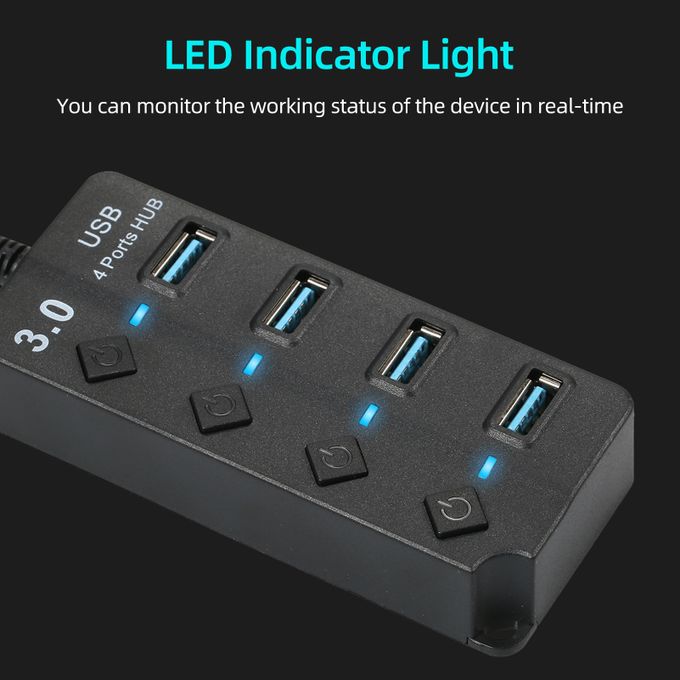 LED Indicator Light
You can monitor the working status of the device in real-time
USB
4 Ports HUB
3.0